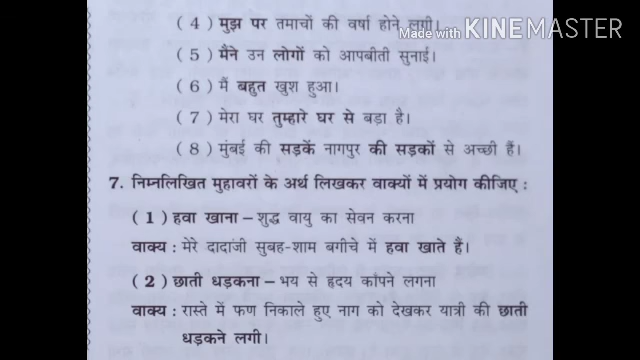 ( 4 ) मुझ पर तमाचों की वर्षा होने लगी।
Made with KINEMASTER
( 5 ) मैंने उन लोगों को आपबीती सुनाई।
( 6 ) मैं बहुत खुश हुआ।
( 7 ) मेरा घर तुम्हारे घर से बड़ा है।
( 8 ) मुंबई की सड़कें नागपुर की सड़कों से अच्छी हैं।
7. निम्नलिखित मुहावरों के अर्थ लिखकर वाक्यों में प्रयोग कीजिए :
( 1 ) हवा खाना – शुद्ध वायु का सेवन करना
वाक्य : मेरे दादाजी सुबह-शाम बगीचे में हवा खाते हैं।
( 2 ) छाती धड़कना – भय से हृदय काँपने लगना
वाक्य : रास्ते में फण निकाले हुए नाग को देखकर यात्री की छाती
धड़कने लगी।